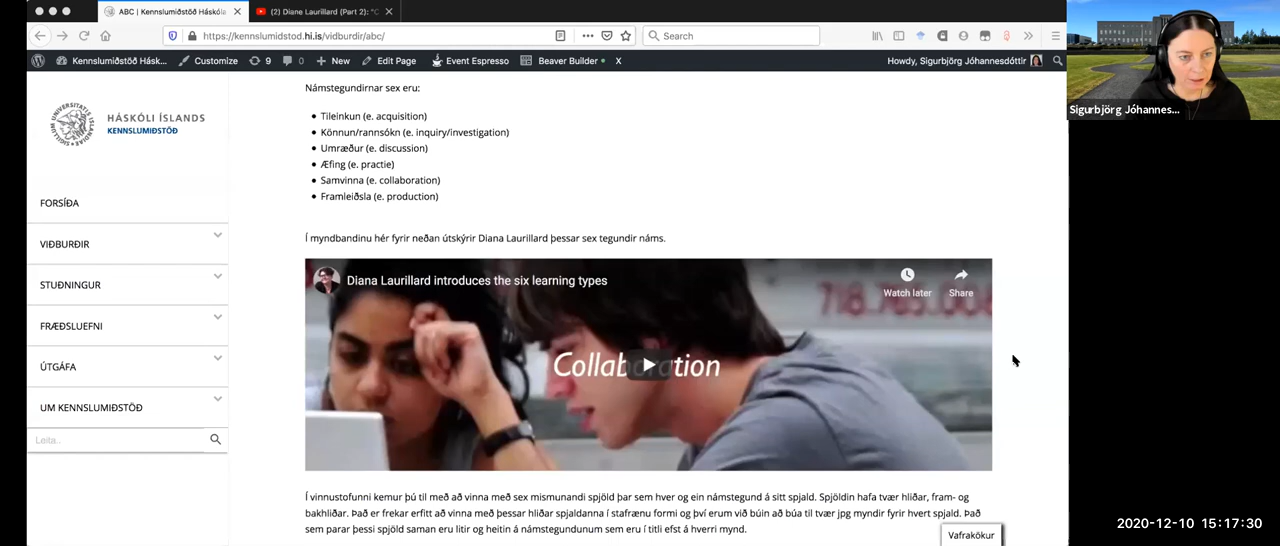 ABC | Kennslumiðstöð Háskóla
(2) Diane Laurillard (Part 2): "C
https://kennslumidstod.hi.is/vidburdir/abc/
Search
Kennslumiðstöð Hásk...
Customize
9
0
New
Edit Page
Event Espresso
Beaver Builder
X
Howdy, Sigurbjörg Jóhannesdóttir
Sigurbjörg Jóhannes...
HÁSKÓLI ÍSLANDS
KENNSLUMIÐSTÖÐ
FORSÍÐA
VIÐBURÐIR
STUÐNINGUR
FRÆÐSLUEFNI
ÚTGÁFA
UM KENNSLUMIÐSTÖÐ
Leita..
Námstegundirnar sex eru:
Tileinkun (e. acquisition)
Könnun/rannsókn (e. inquiry/investigation)
Umræður (e. discussion)
Æfing (e. practie)
Samvinna (e. collaboration)
Framleiðsla (e. production)
Í myndbandinu hér fyrir neðan útskýrir Diana Laurillard þessar sex tegundir náms.
Diana Laurillard introduces the six learning types
Watch later
Share
Collaboration
Í vinnustofunni kemur þú til með að vinna með sex mismunandi spjöld þar sem hver og ein námstegund á sitt spjald. Spjöldin hafa tvær hliðar, fram- og
bakhliðar. Það er frekar erfitt að vinna með þessar hliðar spjaldanna í stafrænu formi og því erum við búin að búa til tvær jpg myndir fyrir hvert spjald. Það
sem parar þessi spjöld saman eru litir og heitin á námstegundunum sem eru í titli efst á hverri mynd.
Vafrakökur
2020-12-10 15:17:30